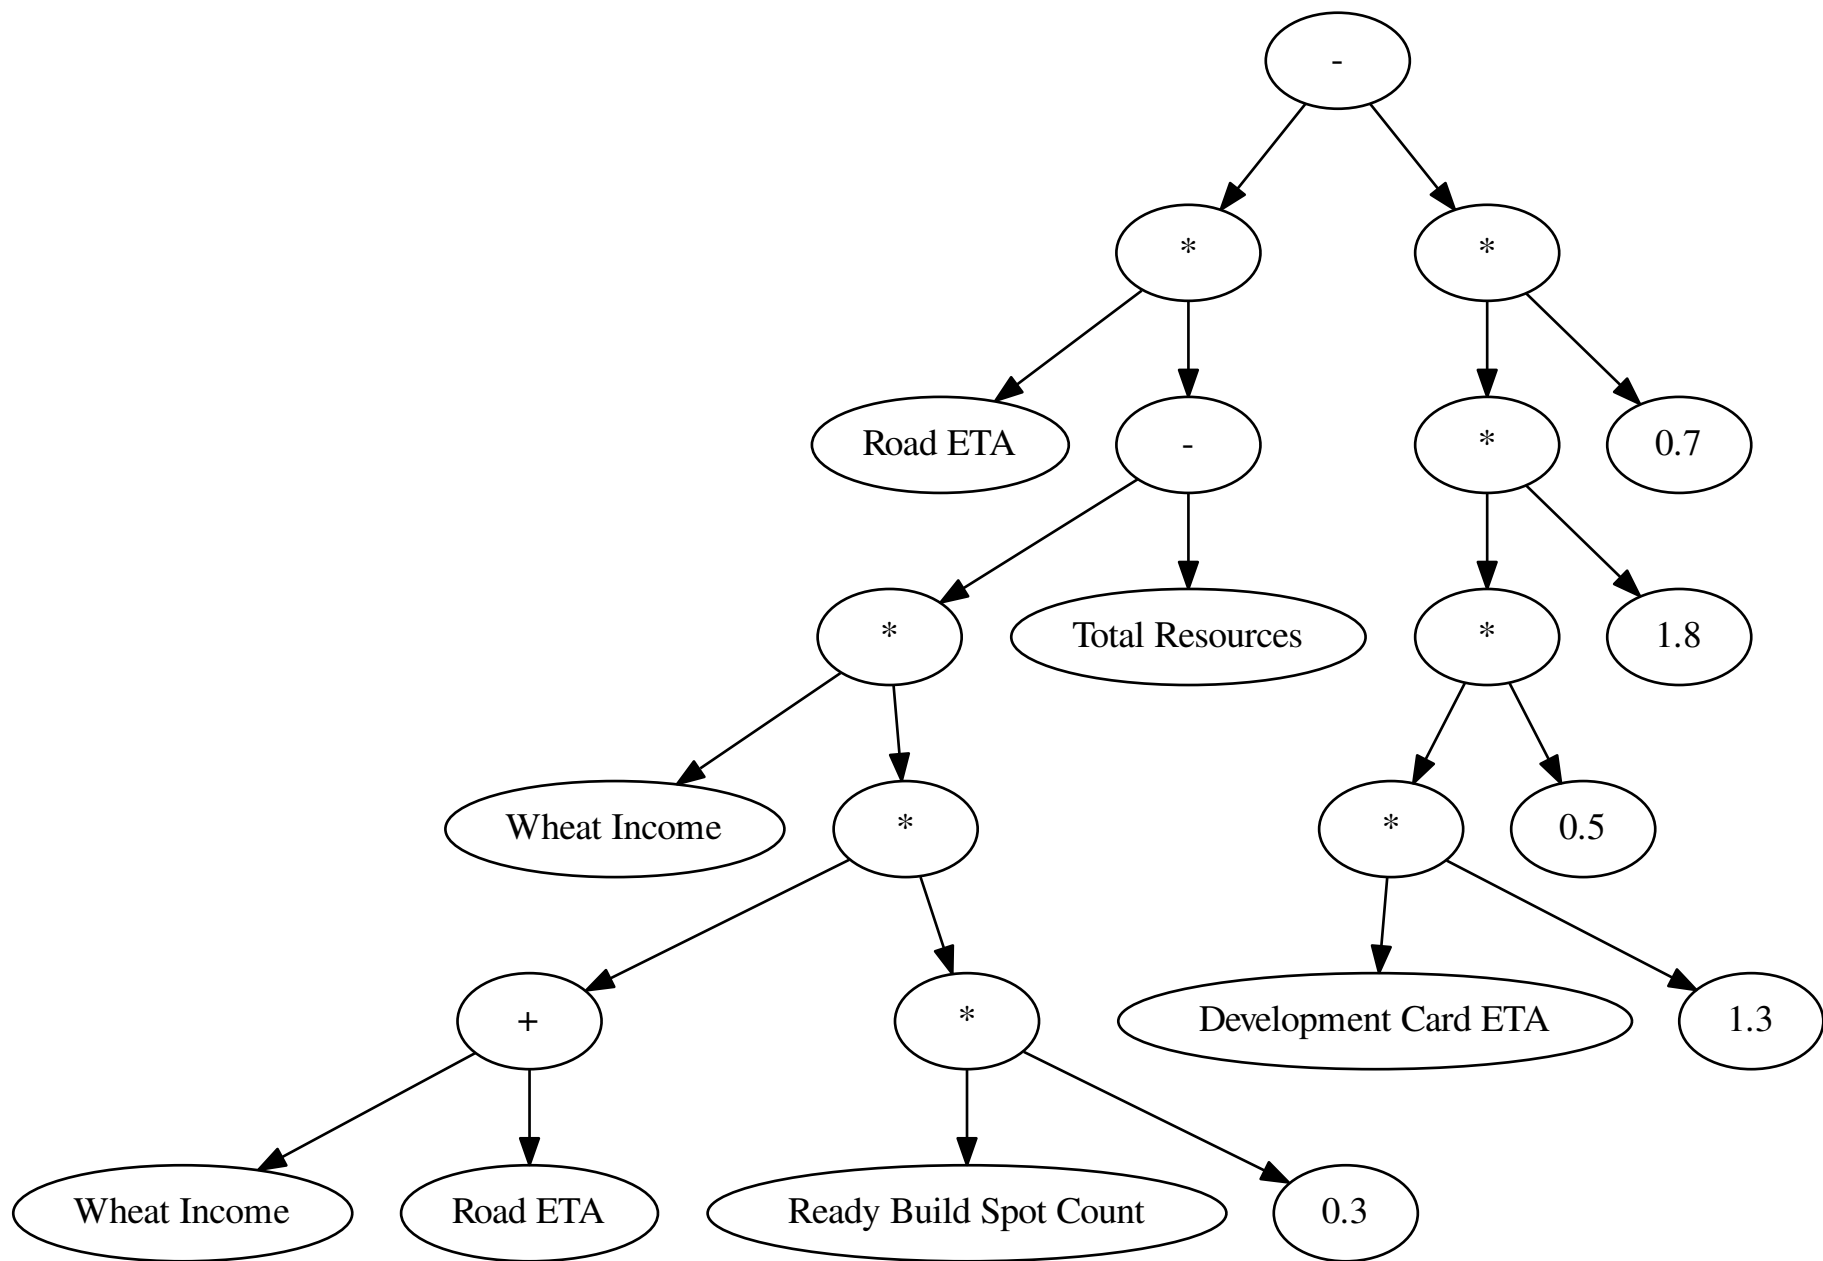 -
*
*
Road ETA
-
*
0.7
*
Total Resources
*
1.8
Wheat Income
*
*
0.5
+
*
Development Card ETA
1.3
Wheat Income
Road ETA
Ready Build Spot Count
0.3